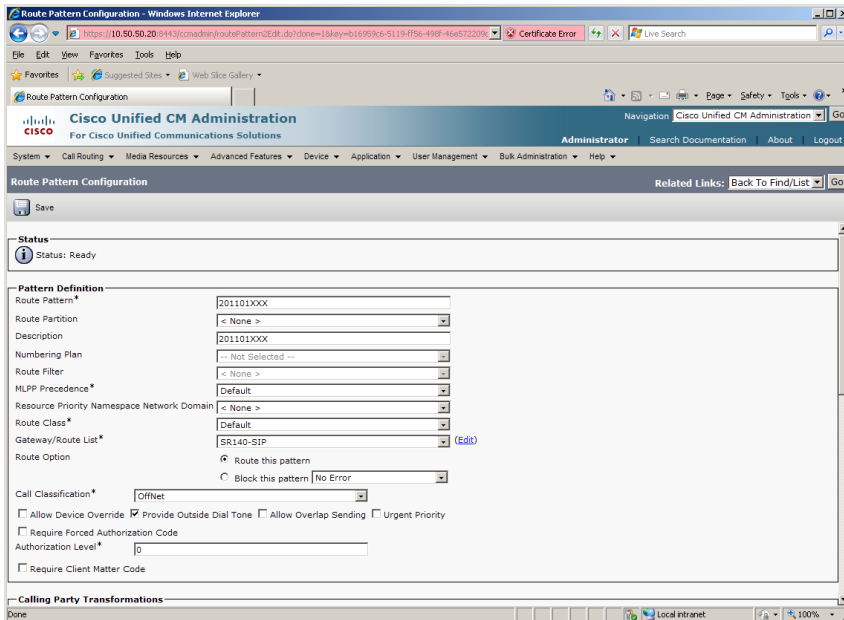 Route Pattern Configuration - Windows Internet Explorer
https://10.50.50.20:8443/ccmadmin/routePattern2Edit.do?clone=1&key=b16959c6-5119-ff56-498f-46e572209c
Certificate Error
Live Search
File Edit View Favorites Tools Help
Favorites Suggested Sites Web Slice Gallery
Route Pattern Configuration
Page Safety Tools
CISCO
Cisco Unified CM Administration
For Cisco Unified Communications Solutions
Navigation Cisco Unified CM Administration Go
Administrator Search Documentation About Logout
System Call Routing Media Resources Advanced Features Device Application User Management Bulk Administration Help
Route Pattern Configuration
Related Links: Back To Find/List Go
Save
Status
Status: Ready
Pattern Definition
Route Pattern* 201101XXX
Route Partition < None >
Description 201101XXX
Numbering Plan -- Not Selected --
Route Filter < None >
MLPP Precedence* Default
Resource Priority Namespace Network Domain < None >
Route Class* Default
Gateway/Route List* SR140-SIP (Edit)
Route Option Route this pattern
Block this pattern No Error
Call Classification* OffNet
Allow Device Override Provide Outside Dial Tone Allow Overlap Sending Urgent Priority
Require Forced Authorization Code
Authorization Level* 0
Require Client Matter Code
Calling Party Transformations
Done
Local intranet
100%